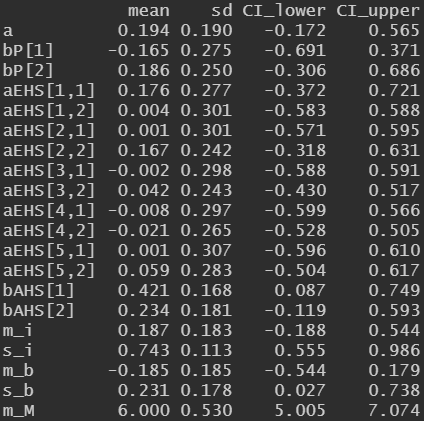 mean sd CI_lower CI_upper
a 0.194 0.190 -0.172 0.565
bP[1] -0.165 0.275 -0.691 0.371
bP[2] 0.186 0.250 -0.306 0.686
aEHS[1,1] 0.176 0.277 -0.372 0.721
aEHS[1,2] 0.004 0.301 -0.583 0.588
aEHS[2,1] 0.001 0.301 -0.571 0.595
aEHS[2,2] 0.167 0.242 -0.318 0.631
aEHS[3,1] -0.002 0.298 -0.588 0.591
aEHS[3,2] 0.042 0.243 -0.430 0.517
aEHS[4,1] -0.008 0.297 -0.599 0.566
aEHS[4,2] -0.021 0.265 -0.528 0.505
aEHS[5,1] 0.001 0.307 -0.596 0.610
aEHS[5,2] 0.059 0.283 -0.504 0.617
bAHS[1] 0.421 0.168 0.087 0.749
bAHS[2] 0.234 0.181 -0.119 0.593
m_i 0.187 0.183 -0.188 0.544
s_i 0.743 0.113 0.555 0.986
m_b -0.185 0.185 -0.544 0.179
s_b 0.231 0.178 0.027 0.738
m_M 6.000 0.530 5.005 7.074